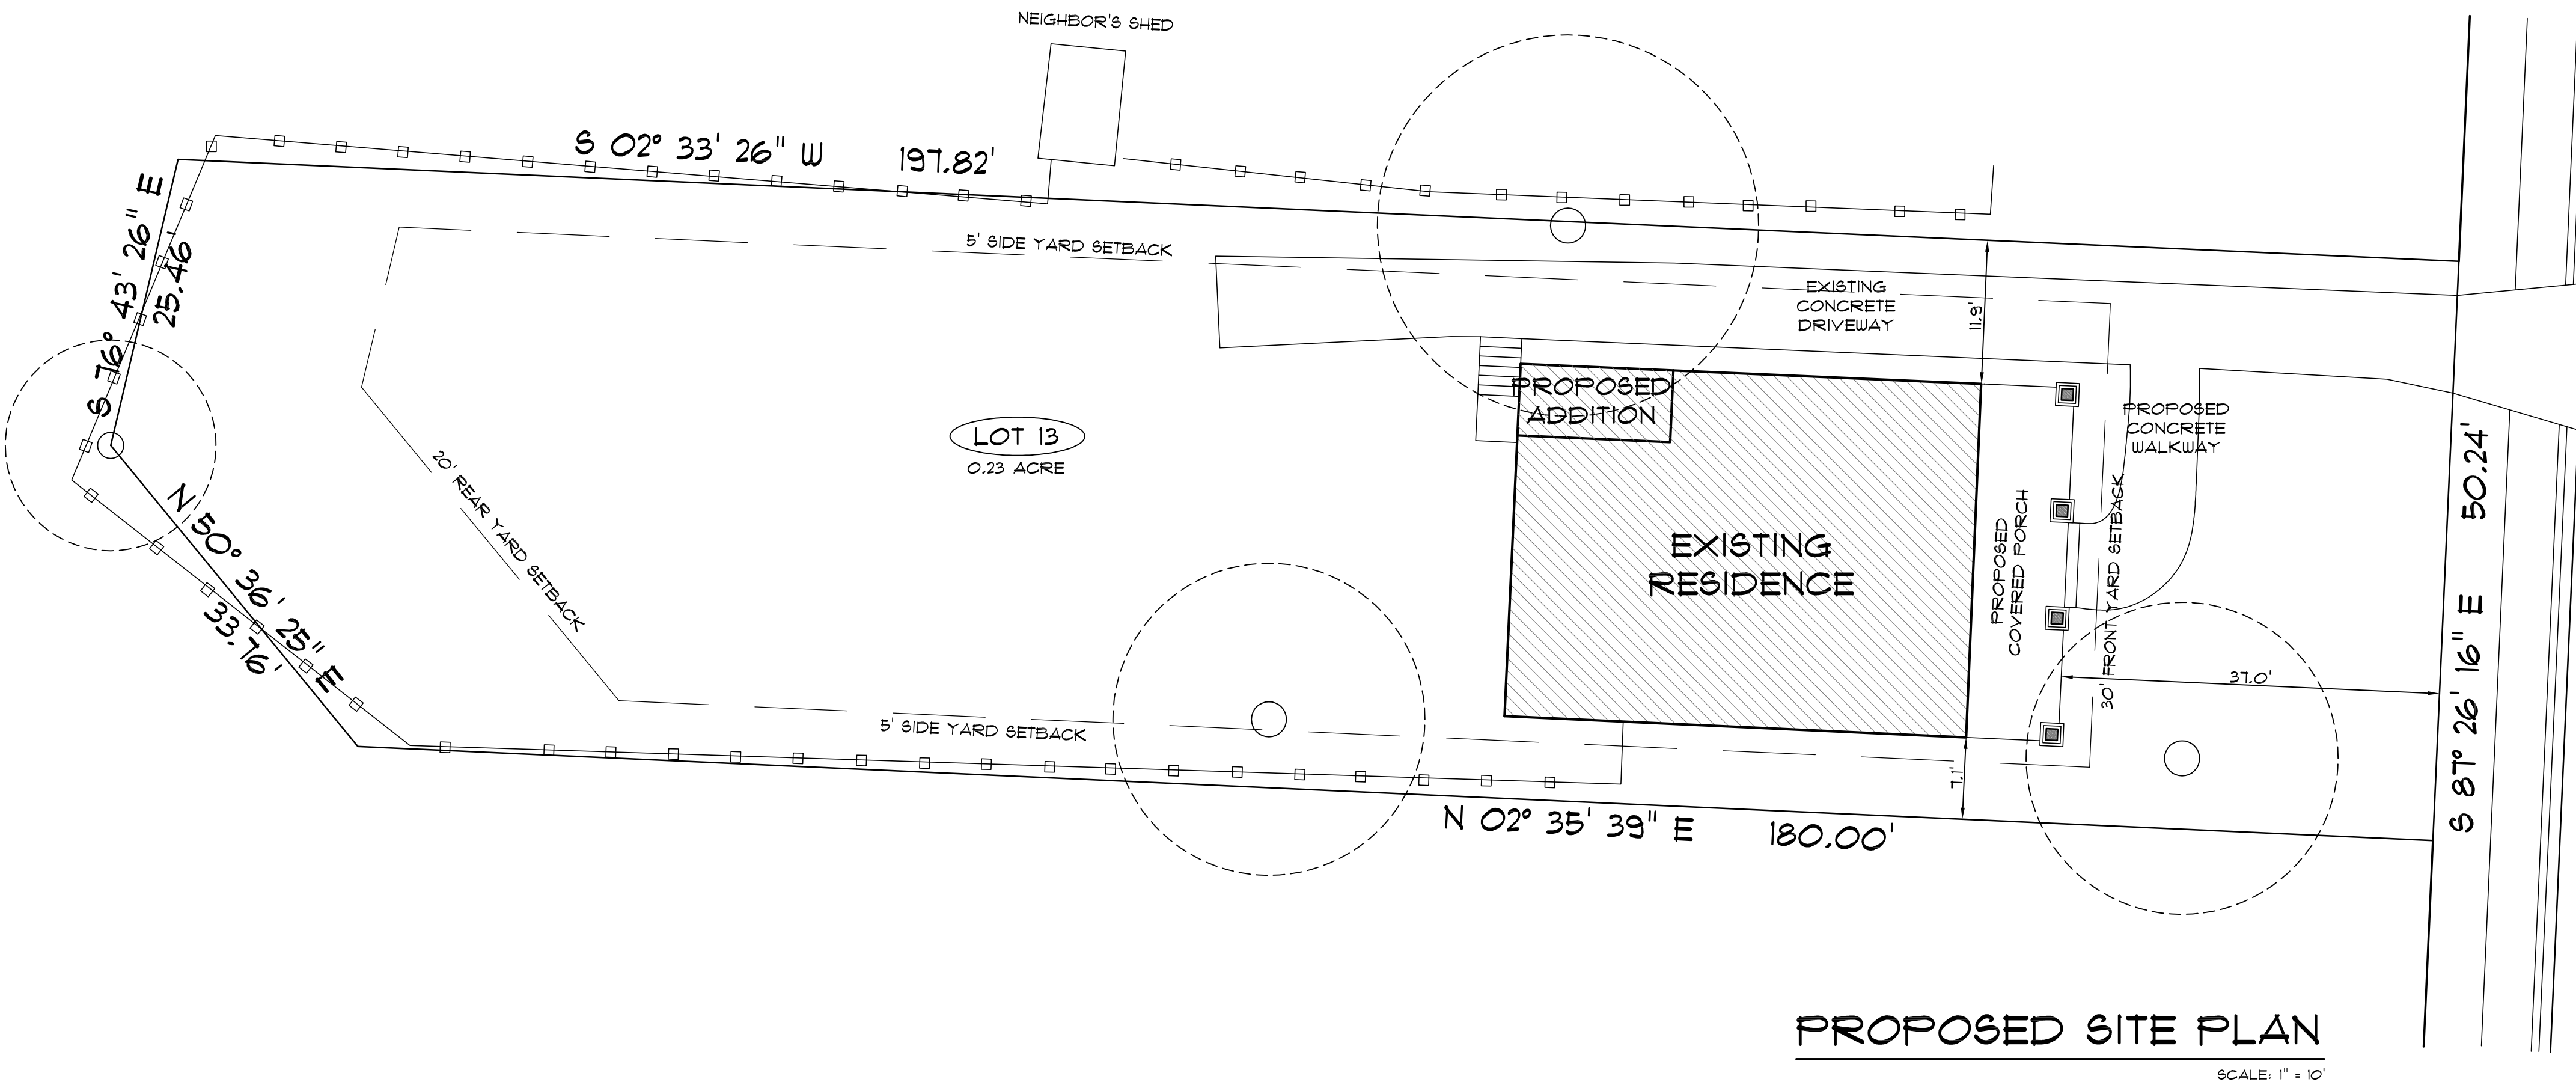 NEIGHBOR'S SHED
S 02° 33' 26" W 197.82'
S 76° 43' 26" E
25.46'
5' SIDE YARD SETBACK
EXISTING
CONCRETE
DRIVEWAY
11.9'
PROPOSED
ADDITION
PROPOSED
CONCRETE
WALKWAY
LOT 13
0.23 ACRE
20' REAR YARD SETBACK
N 50° 36' 25" E
33.76'
EXISTING
RESIDENCE
PROPOSED
COVERED PORCH
30' FRONT YARD SETBACK
37.0'
S 87° 26' 16" E 50.24'
5' SIDE YARD SETBACK
7.1'
N 02° 35' 39" E 180.00'
PROPOSED SITE PLAN
SCALE: 1" = 10'